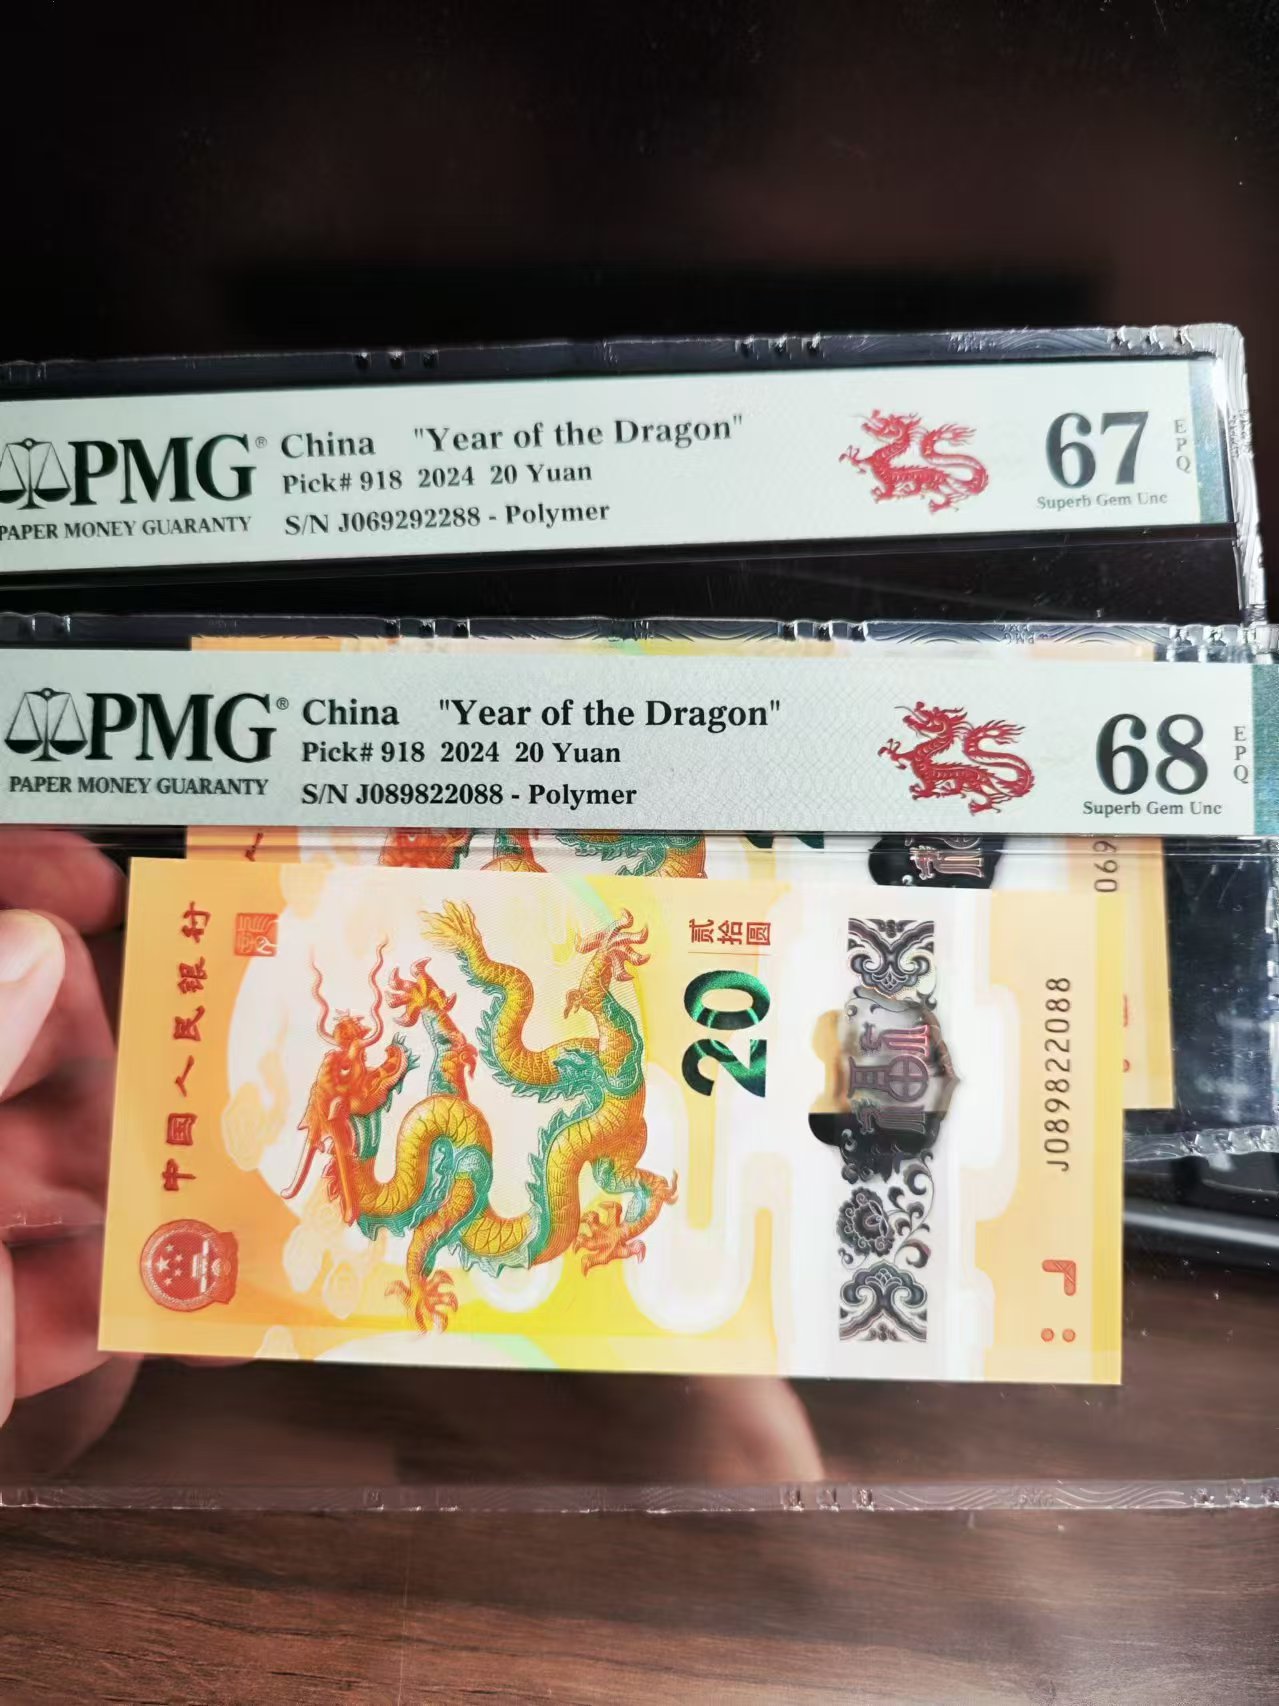 PMG®
PAPER MONEY GUARANTY
China "Year of the Dragon"
Pick# 918 2024 20 Yuan
S/N J069292288 - Polymer
67
Superb Gem Unc
EPQ
PMG®
PAPER MONEY GUARANTY
China "Year of the Dragon"
Pick# 918 2024 20 Yuan
S/N J089822088 - Polymer
68
Superb Gem Unc
EPQ
069
中国人民银行
贰拾圆
20
J089822088